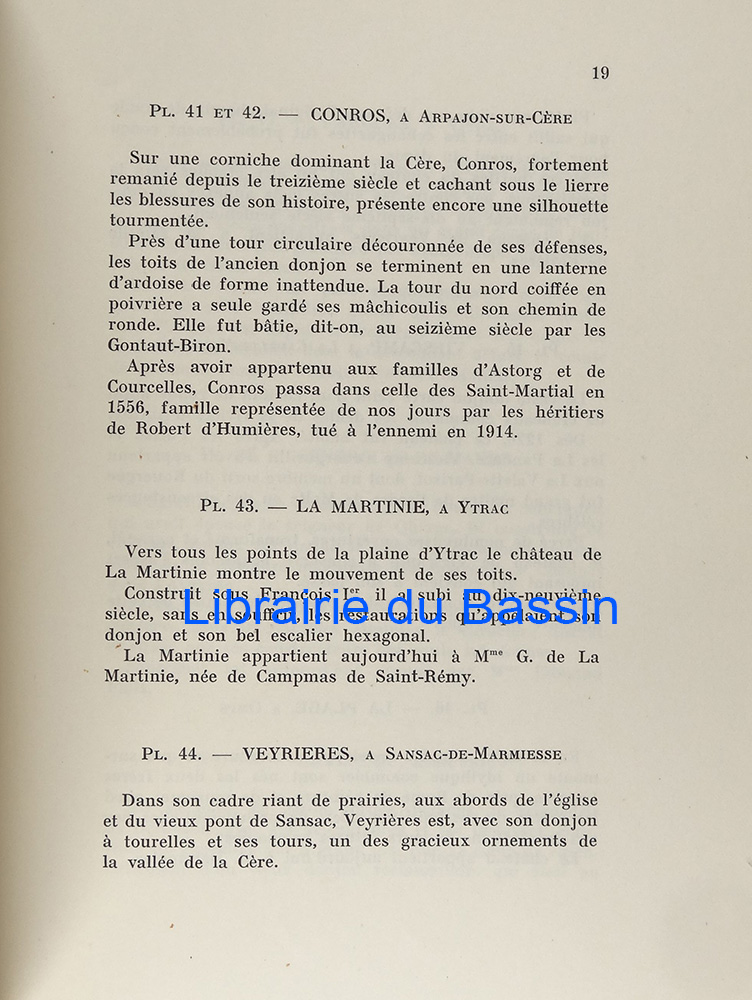 19
PL. 41 ET 42. — CONROS, A ARPAJON-SUR-CÈRE
Sur une corniche dominant la Cère, Conros, fortement
remanié depuis le treizième siècle et cachant sous le lierre
les blessures de son histoire, présente encore une silhouette
tourmentée.
Près d'une tour circulaire découronnée de ses défenses,
les toits de l'ancien donjon se terminent en une lanterne
d'ardoise de forme inattendue. La tour du nord coiffée en
poivrière a seule gardé ses mâchicoulis et son chemin de
ronde. Elle fut bâtie, dit-on, au seizième siècle par les
Gontaut-Biron.
Après avoir appartenu aux familles d'Astorg et de
Courcelles, Conros passa dans celle des Saint-Martial en
1556, famille représentée de nos jours par les héritiers
de Robert d'Humières, tué à l'ennemi en 1914.
PL. 43. — LA MARTINIE, A YTRAC
Vers tous les points de la plaine d'Ytrac le château de
La Martinie montre le mouvement de ses toits.
Construit sous François Ier il a subi au dix-neuvième
siècle, sans en souffrir, les restaurations qu'appelaient son
Librairie du Bassin
donjon et son bel escalier hexagonal.
La Martinie appartient aujourd'hui à Mme G. de La
Martinie, née de Campmas de Saint-Rémy.
PL. 44. — VEYRIERES, A SANSAC-DE-MARMIESSE
Dans son cadre riant de prairies, aux abords de l'église
et du vieux pont de Sansac, Veyrières est, avec son donjon
à tourelles et ses tours, un des gracieux ornements de
la vallée de la Cère.